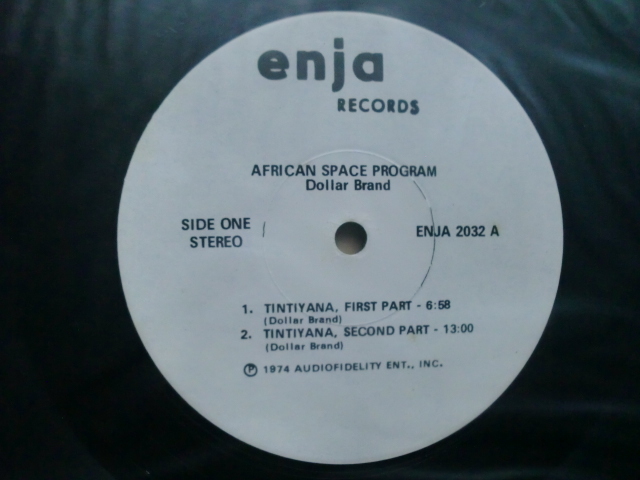 enja
RECORDS
AFRICAN SPACE PROGRAM
Dollar Brand
SIDE ONE
STEREO
ENJA 2032 A
1. TINTIYANA, FIRST PART - 6:58
(Dollar Brand)
2. TINTIYANA, SECOND PART - 13:00
(Dollar Brand)
Ⓟ 1974 AUDIOFIDELITY ENT., INC.